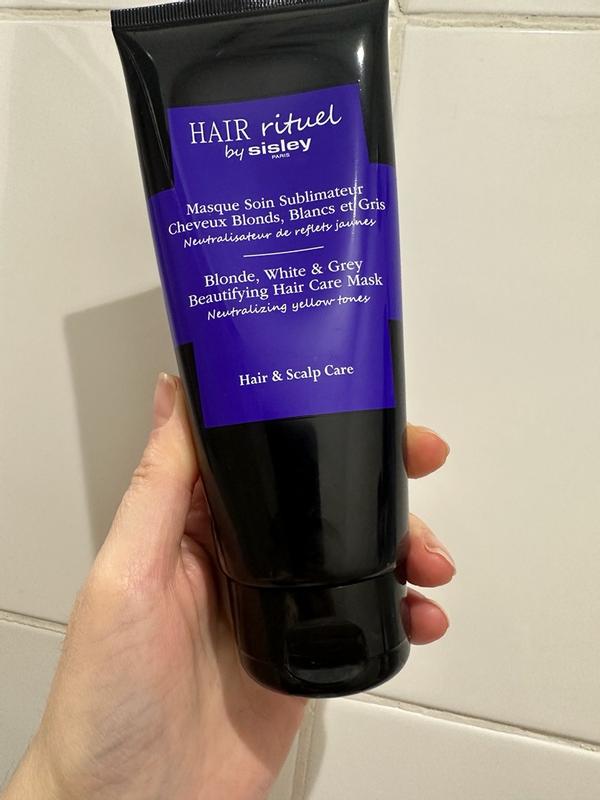 HAIR rituel
by sisley
PARIS
Masque Soin Sublimateur
Cheveux Blonds, Blancs et Gris
Neutralisateur de reflets jaunes
Blonde, White & Grey
Beautifying Hair Care Mask
Neutralizing yellow tones
Hair & Scalp Care